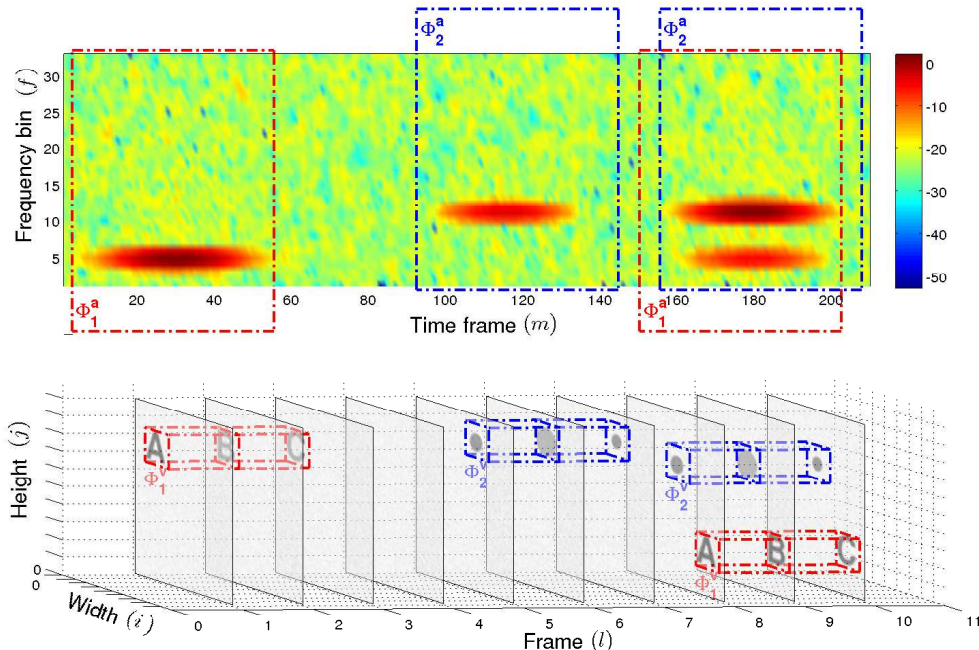 Φ₂ᵃ
Φ₂ᵃ
Frequency bin (f)
30
25
20
15
10
5
0
-10
-20
-30
-40
-50
Φ₁ᵃ
20
40
60
80
100
120
140
160
180
200
Φ₁ᵃ
Time frame (m)
Height (j)
A
B
C
Φ₁ᵛ
Φ₂ᵛ
Φ₂ᵛ
A
B
C
Φ₁ᵛ
0
0
Width (i)
0
1
2
3
4
5
6
7
8
9
10
11
Frame (l)